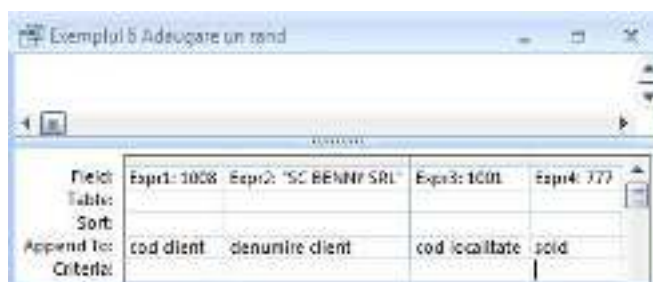 Exemplul 6 Adaugare un rand
Field: Expr1: 1008 Expr2: "SC BENNY SRL" Expr3: 1001 Expr4: 777
Table:
Sort:
Append To: cod client denumire client cod localitate sold
Criteria: